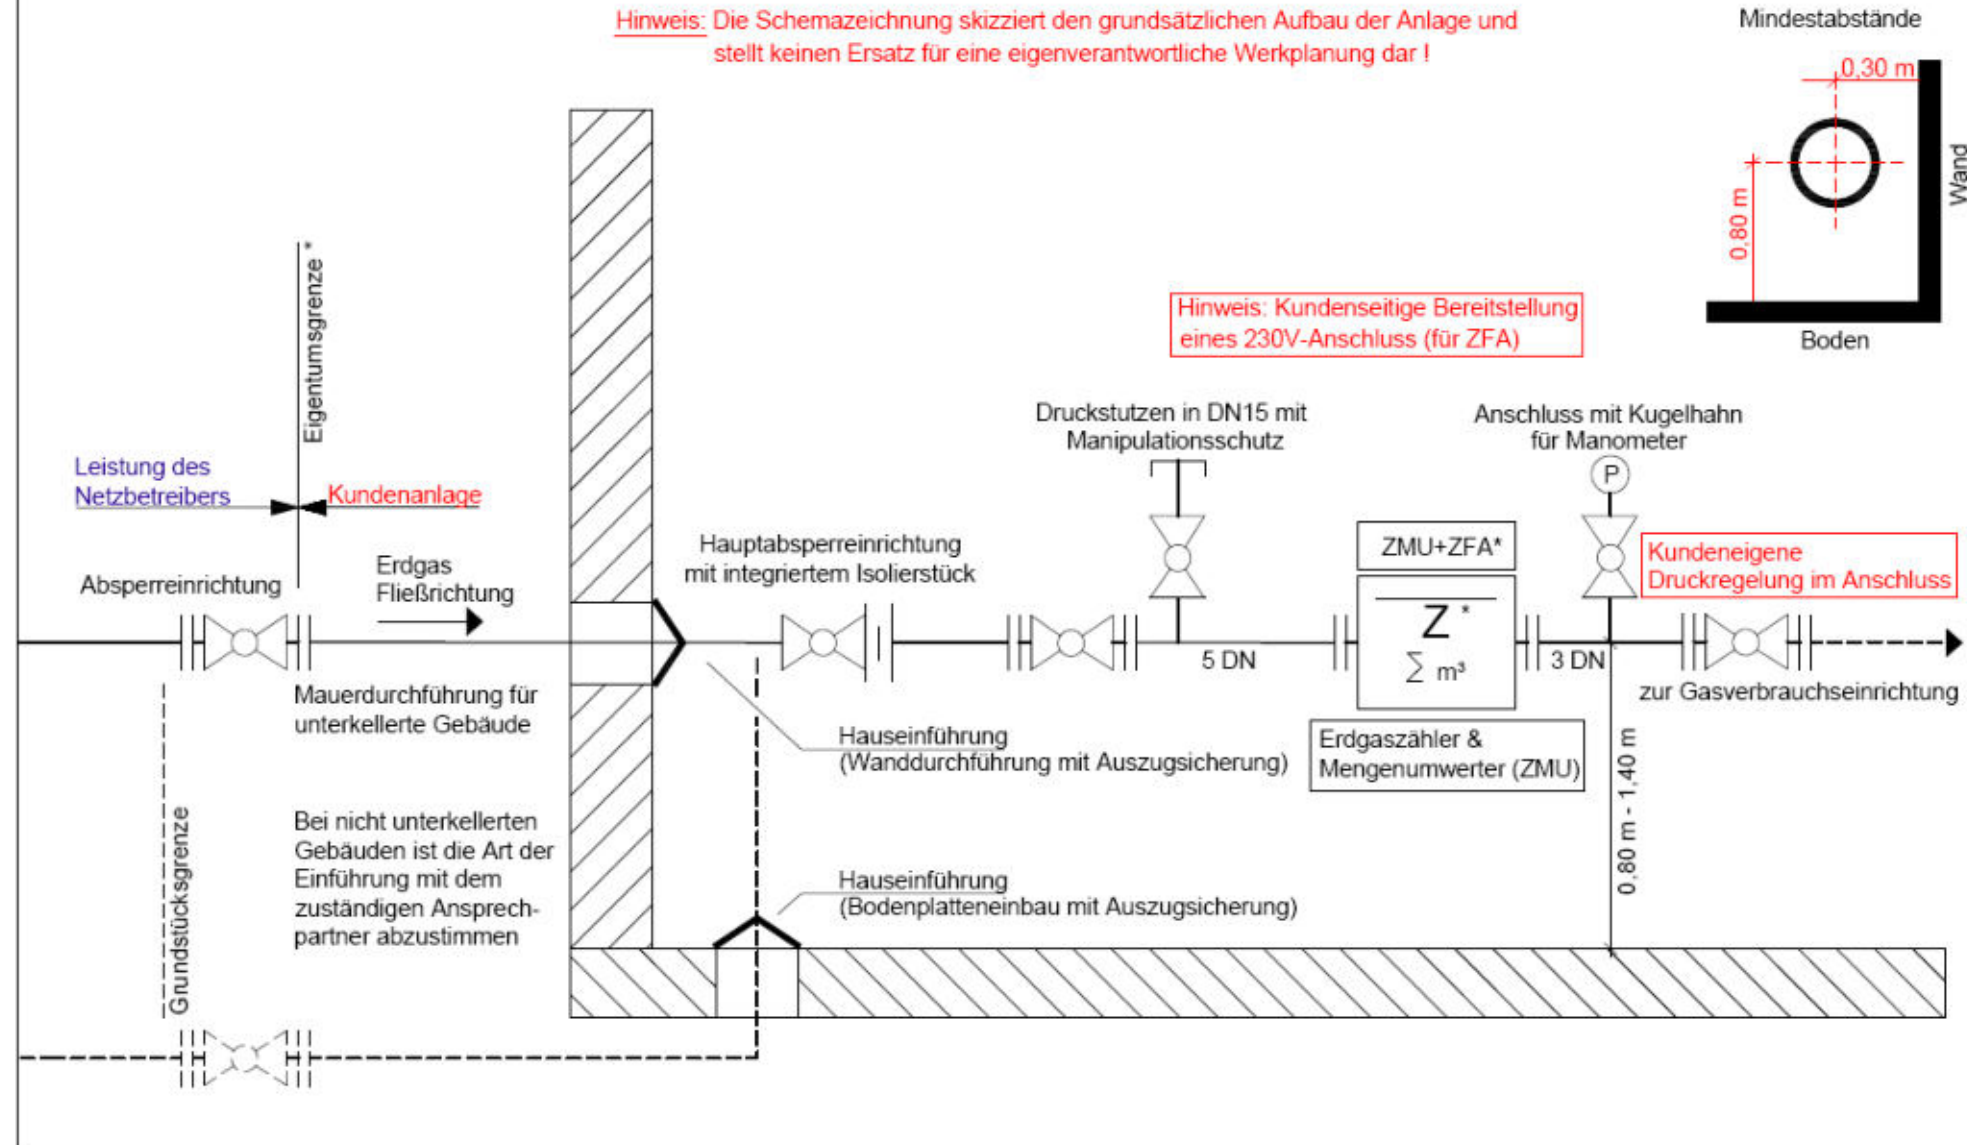 Hinweis: Die Schemazeichnung skizziert den grundsätzlichen Aufbau der Anlage und
stellt keinen Ersatz für eine eigenverantwortliche Werkplanung dar !
Mindestabstände
0,30 m
0,80 m
Wand
Boden
Hinweis: Kundenseitige Bereitstellung
eines 230V-Anschluss (für ZFA)
Eigentumsgrenze *
Leistung des
Netzbetreibers
Kundenanlage
Absperreinrichtung
Erdgas
Fließrichtung
Hauptabsperreinrichtung
mit integriertem Isolierstück
Druckstutzen in DN15 mit
Manipulationsschutz
Anschluss mit Kugelhahn
für Manometer
P
ZMU+ZFA*
Z *
∑ m³
Kundeneigene
Druckregelung im Anschluss
5 DN
3 DN
zur Gasverbrauchseinrichtung
Erdgaszähler &
Mengenumwerter (ZMU)
0,80 m - 1,40 m
Mauerdurchführung für
unterkellerte Gebäude
Hauseinführung
(Wanddurchführung mit Auszugsicherung)
Grundstücksgrenze
Bei nicht unterkellerten
Gebäuden ist die Art der
Einführung mit dem
zuständigen Ansprech-
partner abzustimmen
Hauseinführung
(Bodenplatteneinbau mit Auszugsicherung)